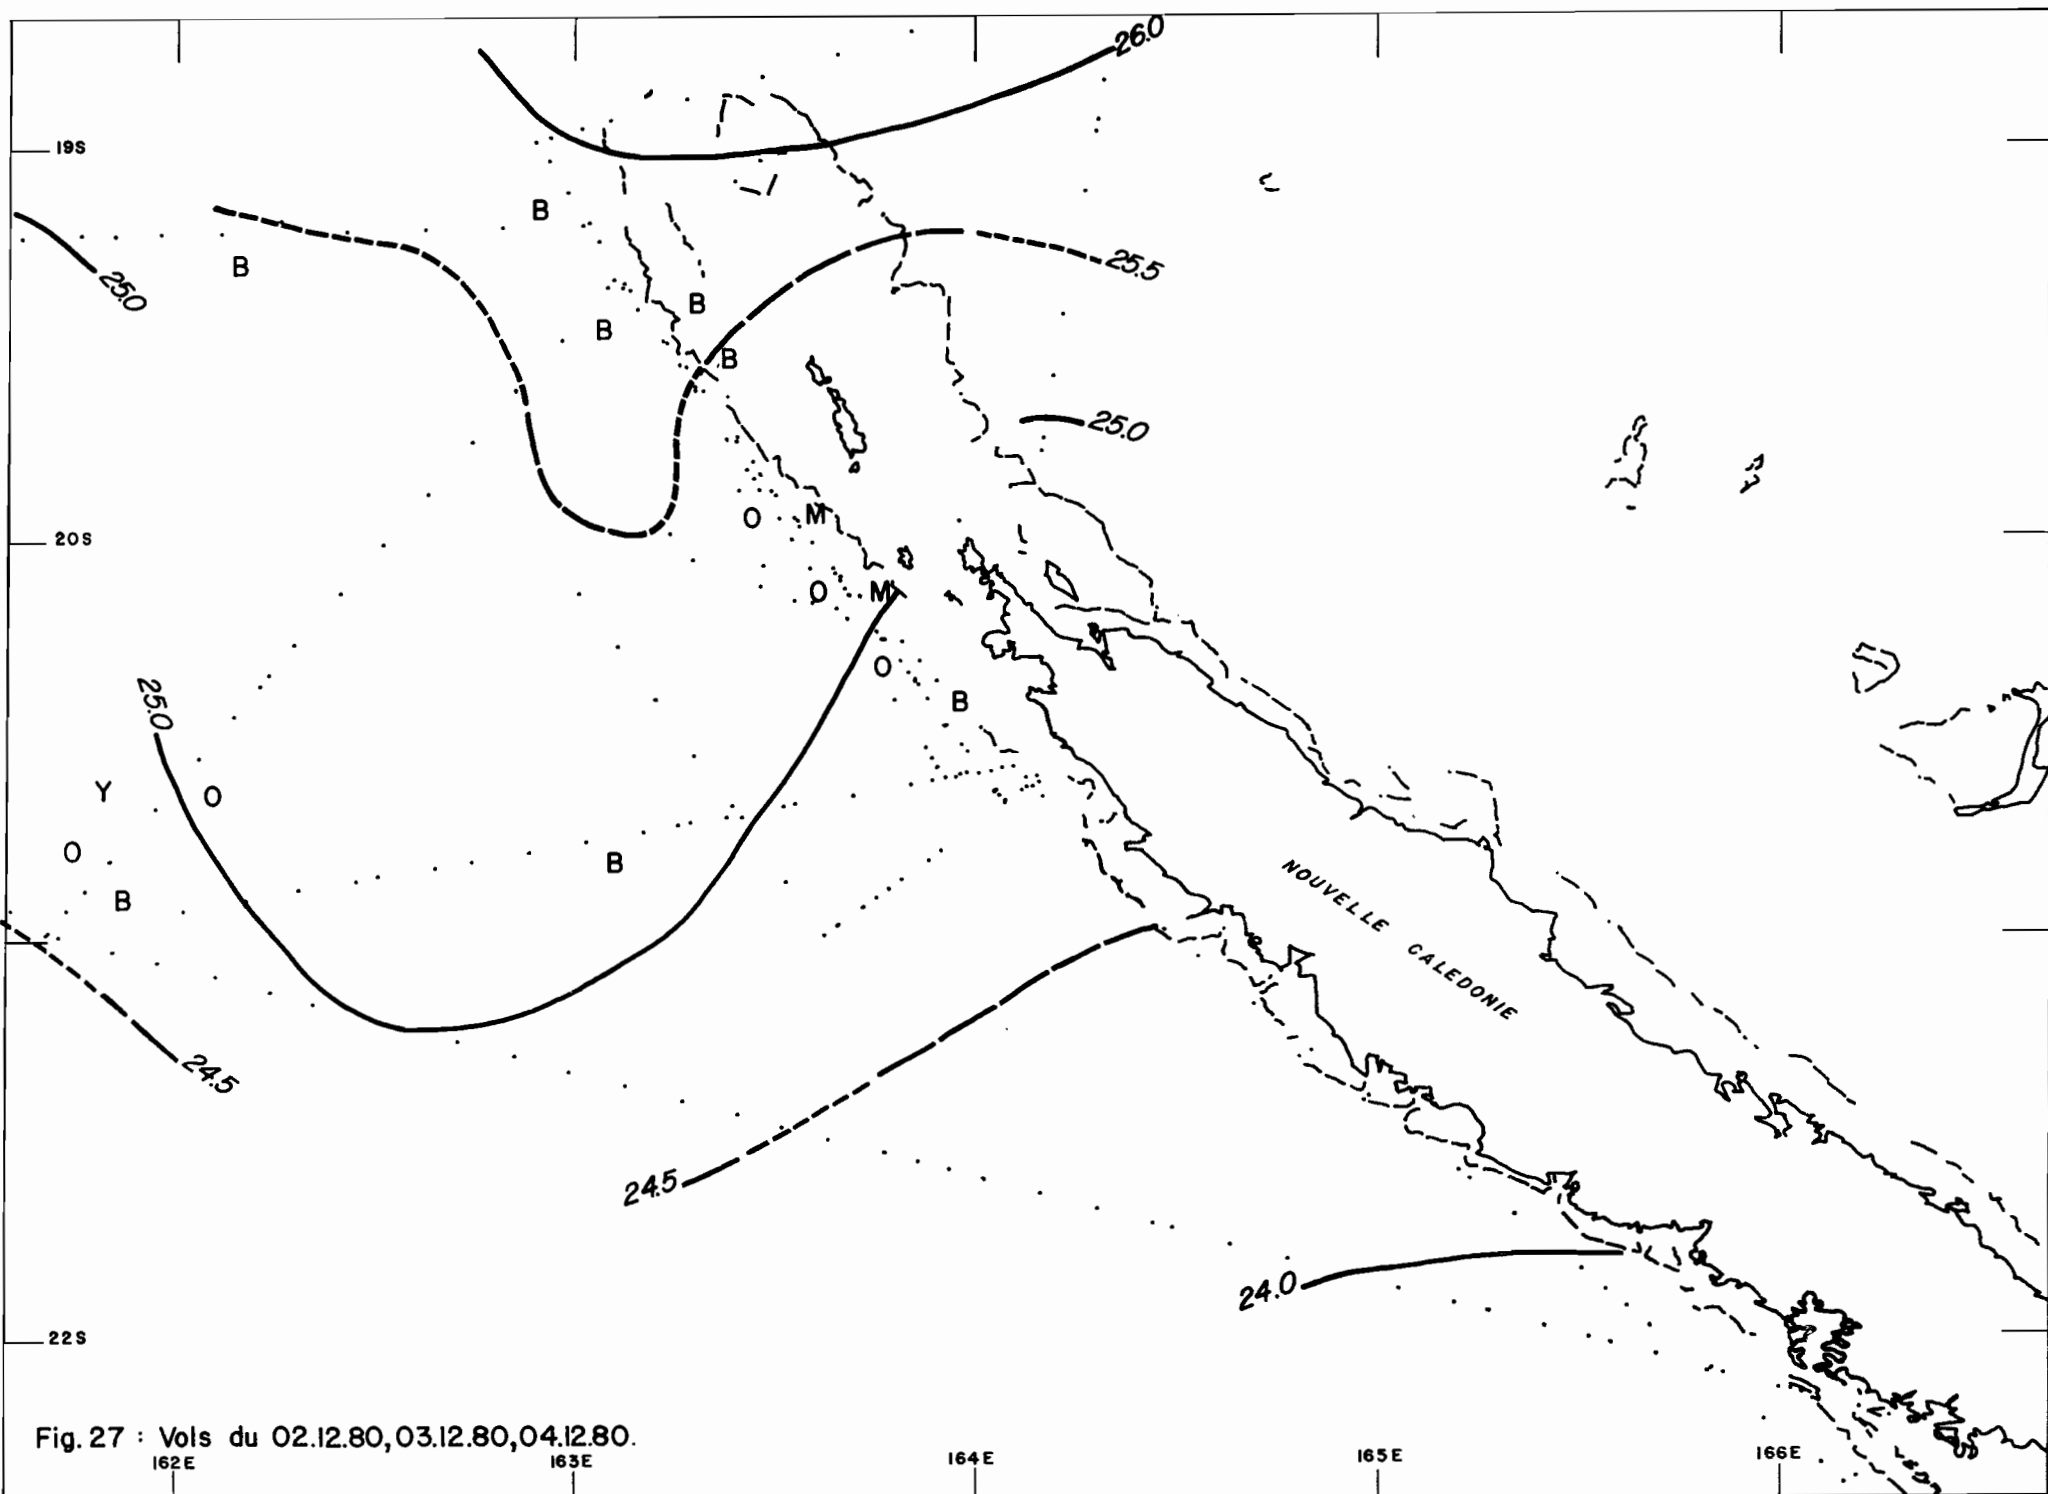 26.0
19S
B
B
25.0
25.5
B
B
B
25.0
O
M
20S
O
M
O
B
25.0
Y
O
O
B
B
NOUVELLE CALEDONIE
24.5
24.5
24.0
22S
Fig. 27 : Vols du 02.12.80, 03.12.80, 04.12.80.
162E
163E
164E
165E
166E